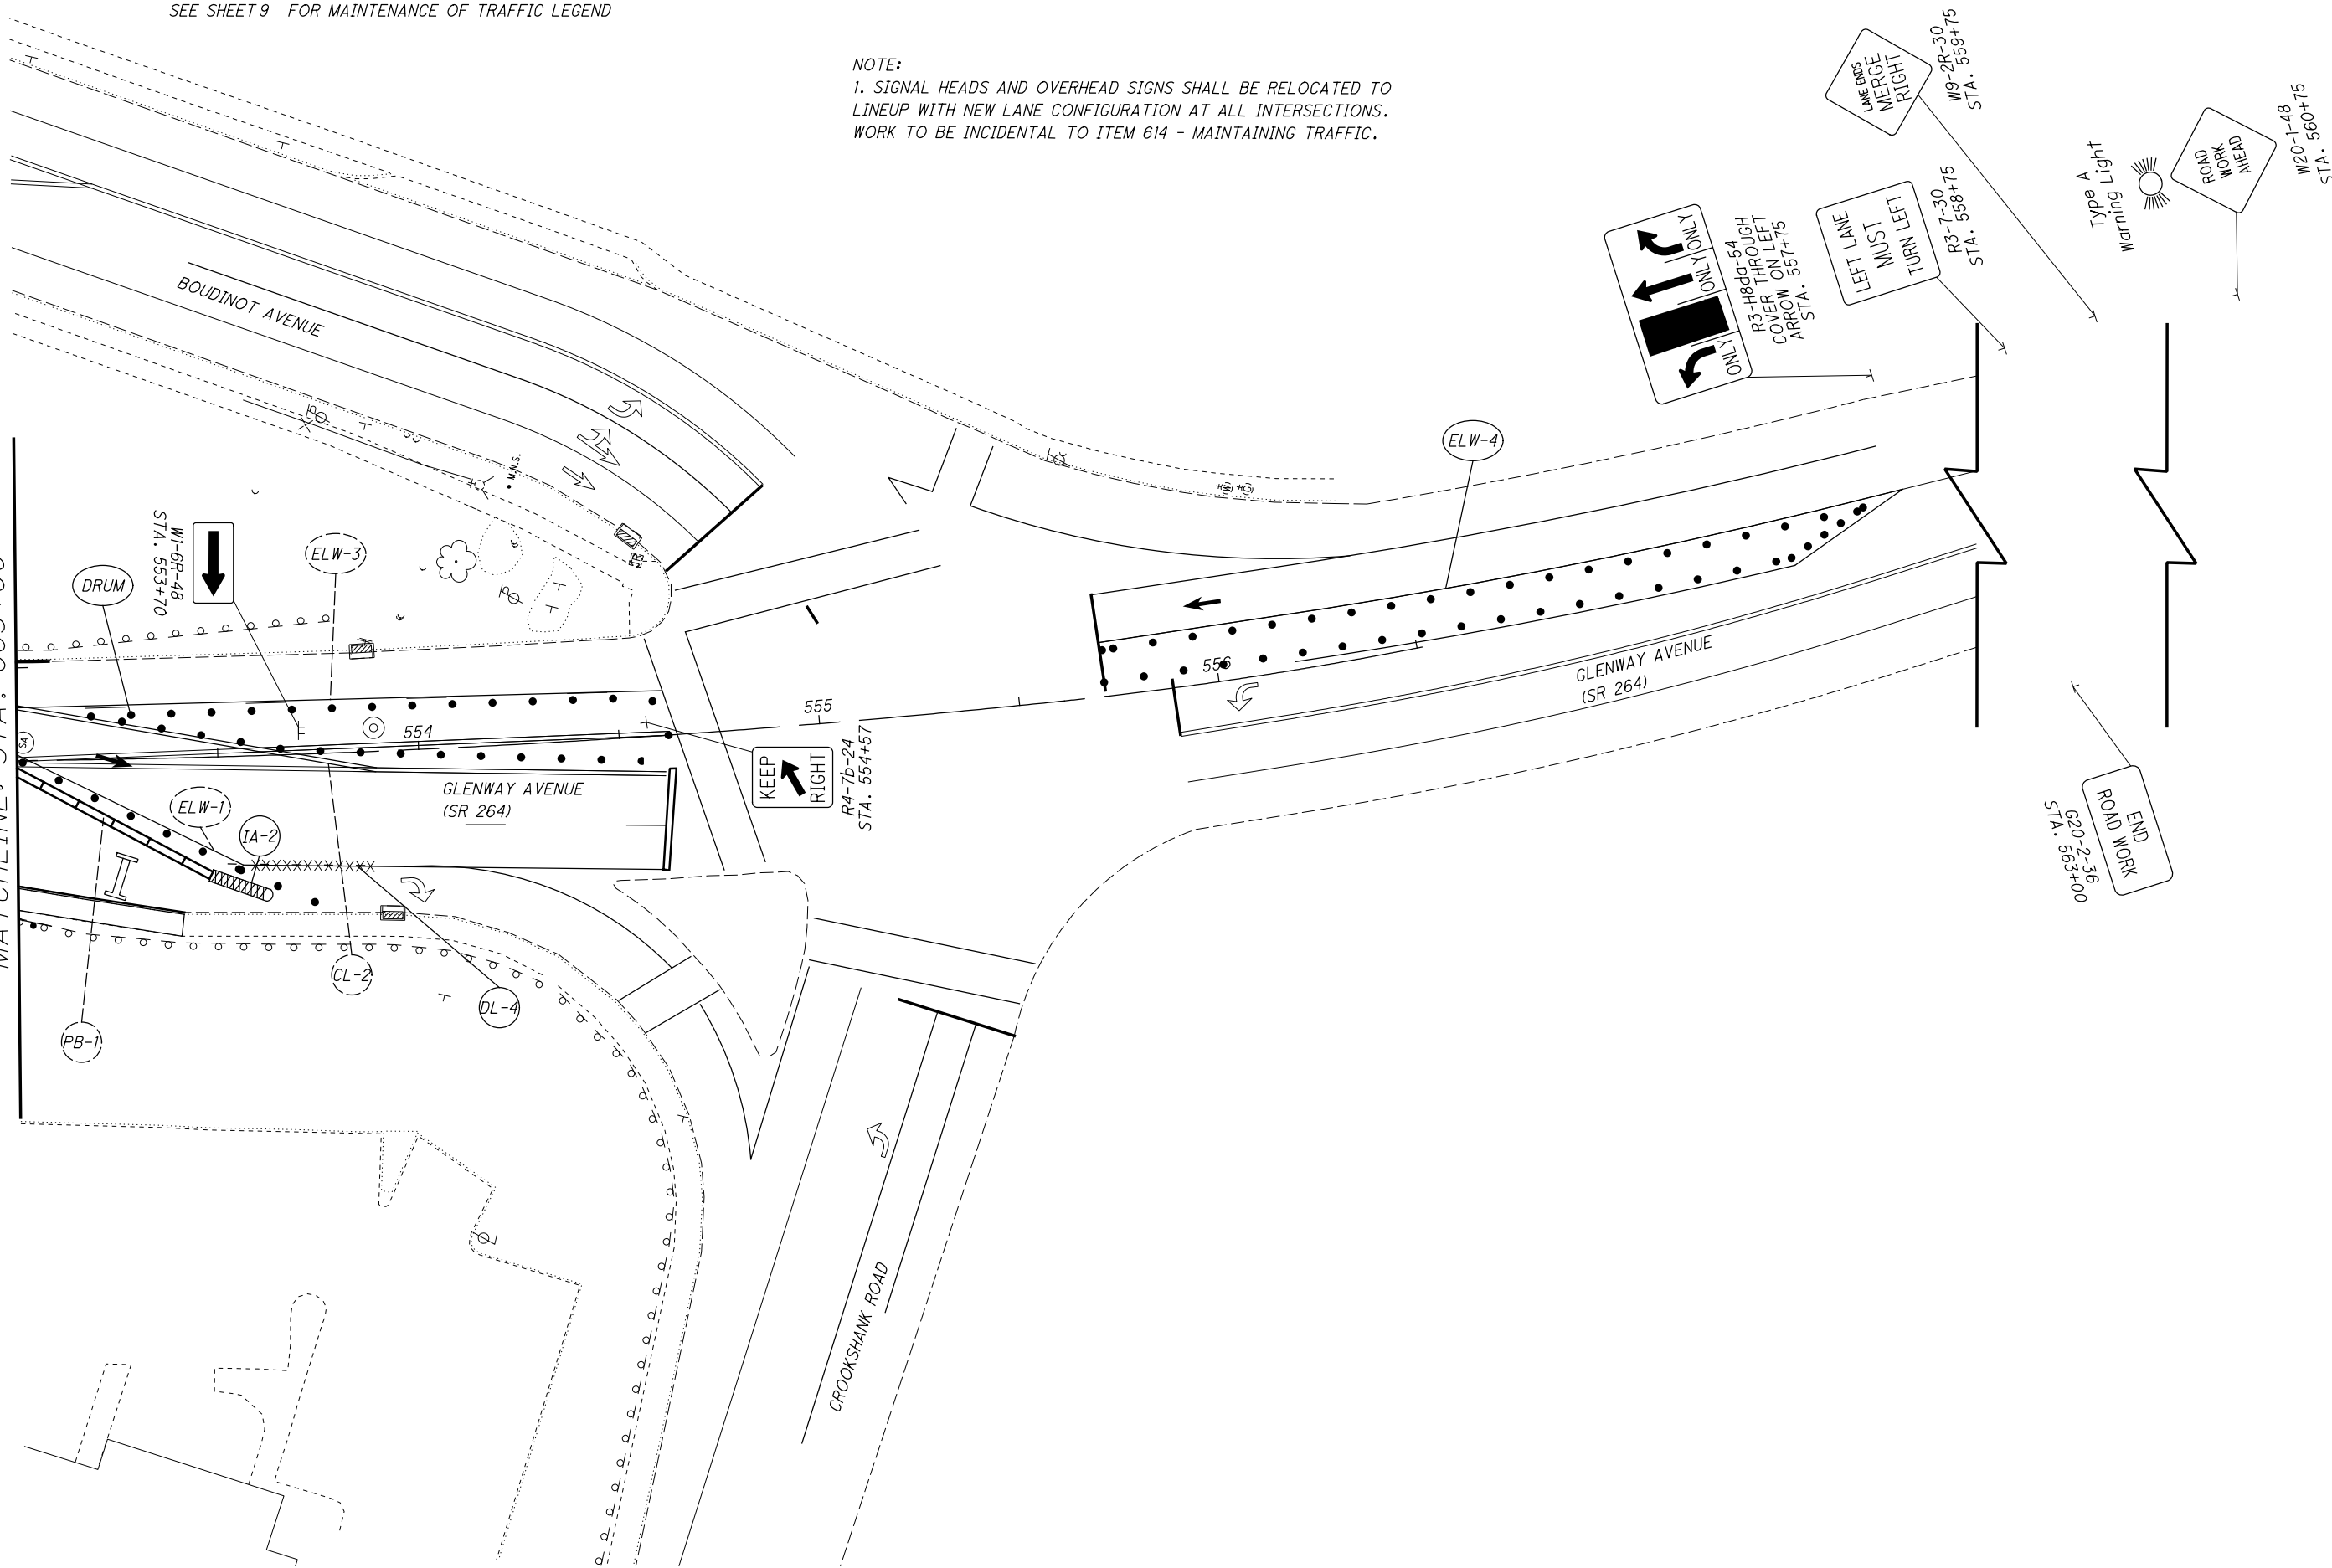 SEE SHEET 9 FOR MAINTENANCE OF TRAFFIC LEGEND
NOTE:
1. SIGNAL HEADS AND OVERHEAD SIGNS SHALL BE RELOCATED TO
LINEUP WITH NEW LANE CONFIGURATION AT ALL INTERSECTIONS.
WORK TO BE INCIDENTAL TO ITEM 614 - MAINTAINING TRAFFIC.
LANE ENDS
MERGE
RIGHT
W9-2R-30
STA. 559+75
ROAD
WORK
AHEAD
W20-1-48
STA. 560+75
Type A
Warning Light
LEFT LANE
MUST
TURN LEFT
R3-7-30
STA. 558+75
ONLY
ONLY
ONLY
R3-H8da-54
COVER THROUGH
ARROW ON LEFT
STA. 557+75
BOUDINOT AVENUE
M.N.S.
ELW-4
W1-6R-48
STA. 553+70
ELW-3
DRUM
SA
554
555
556
GLENWAY AVENUE
(SR 264)
GLENWAY AVENUE
(SR 264)
KEEP
RIGHT
R4-7b-24
STA. 554+57
ELW-1
IA-2
CL-2
DL-4
PB-1
END
ROAD WORK
G20-2-36
STA. 563+00
CROOKSHANK ROAD